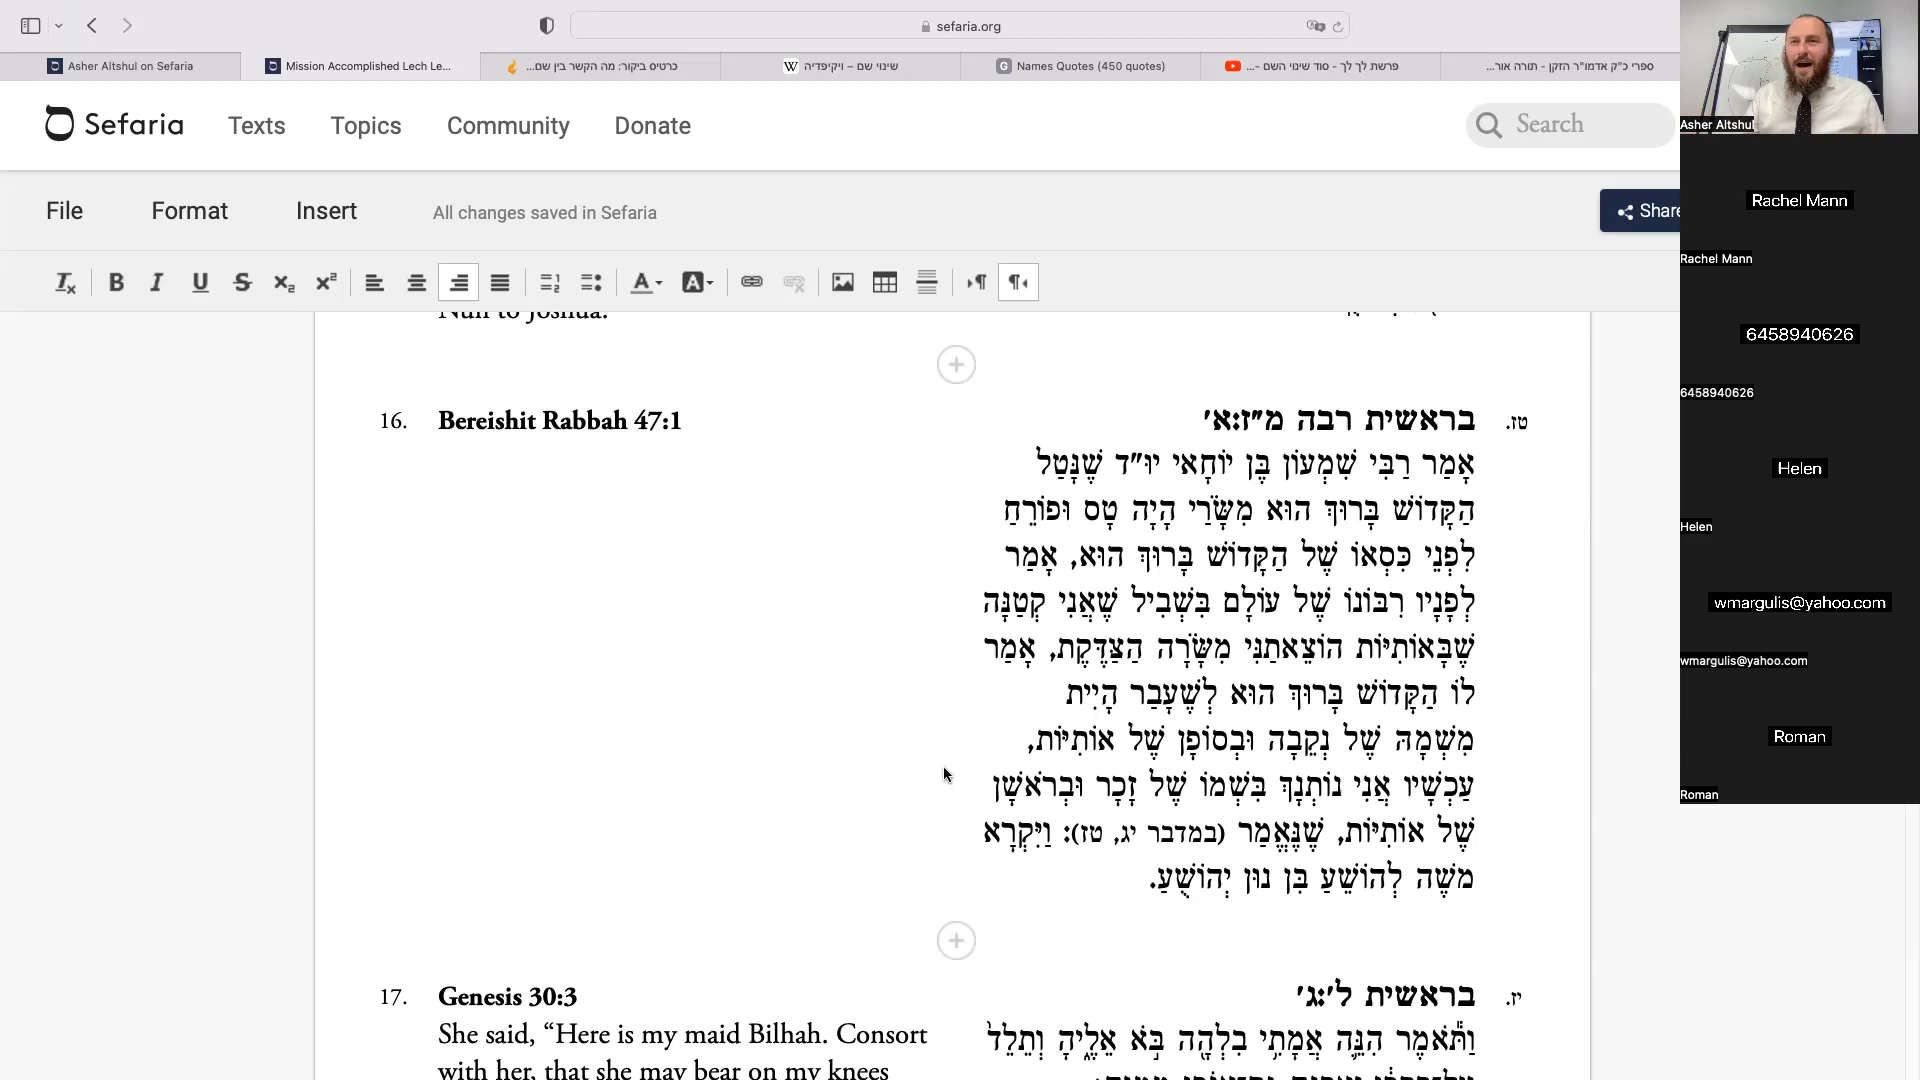 sefaria.org
Asher Altshul on Sefaria
Mission Accomplished Lech Le...
כרטיס ביקור: מה הקשר בין שם...
שינוי שם – ויקיפדיה
Names Quotes (450 quotes)
פרשת לך לך - סוד שינוי השם -...
ספרי כ"ק אדמו"ר הזקן - תורה אור...
Sefaria
Texts
Topics
Community
Donate
Search
File
Format
Insert
All changes saved in Sefaria
Share
Nun to Joshua.
16.
Bereishit Rabbah 47:1
טז.
בראשית רבה מ״ז:א׳
אָמַר רַבִּי שִׁמְעוֹן בֶּן יוֹחָאי יוּ"ד שֶׁנָּטַל
הַקָּדוֹשׁ בָּרוּךְ הוּא מִשָּׂרַי הָיָה טָס וּפוֹרֵחַ
לִפְנֵי כִּסְאוֹ שֶׁל הַקָּדוֹשׁ בָּרוּךְ הוּא, אָמַר
לְפָנָיו רִבּוֹנוֹ שֶׁל עוֹלָם בִּשְׁבִיל שֶׁאֲנִי קְטַנָּה
שֶׁבָּאוֹתִיּוֹת הוֹצֵאתַנִּי מִשָּׂרָה הַצַּדֶּקֶת, אָמַר
לוֹ הַקָּדוֹשׁ בָּרוּךְ הוּא לְשֶׁעָבַר הָיִית
מִשְּׁמָהּ שֶׁל נְקֵבָה וּבְסוֹפָן שֶׁל אוֹתִיּוֹת,
עַכְשָׁיו אֲנִי נוֹתְנָךְ בִּשְׁמוֹ שֶׁל זָכָר וּבְרֹאשָׁן
שֶׁל אוֹתִיּוֹת, שֶׁנֶּאֱמַר (במדבר יג, טז): וַיִּקְרָא
משֶׁה לְהוֹשֵׁעַ בִּן נוּן יְהוֹשֻׁעַ.
17.
Genesis 30:3
She said, “Here is my maid Bilhah. Consort
with her, that she may bear on my knees
יז.
בראשית ל׳:ג׳
וַתֹּ֕אמֶר הִנֵּ֛ה אֲמָתִ֥י בִלְהָ֖ה בֹּ֣א אֵלֶ֑יהָ וְתֵלֵד֙
Asher Altshul
Rachel Mann
Rachel Mann
6458940626
6458940626
Helen
Helen
wmargulis@yahoo.com
wmargulis@yahoo.com
Roman
Roman